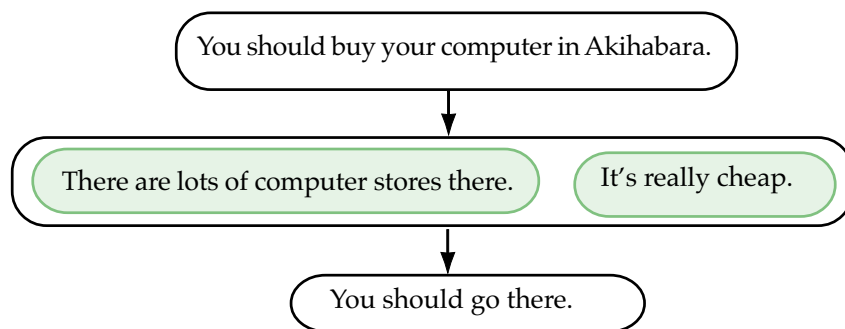 You should buy your computer in Akihabara.
There are lots of computer stores there.
It's really cheap.
You should go there.